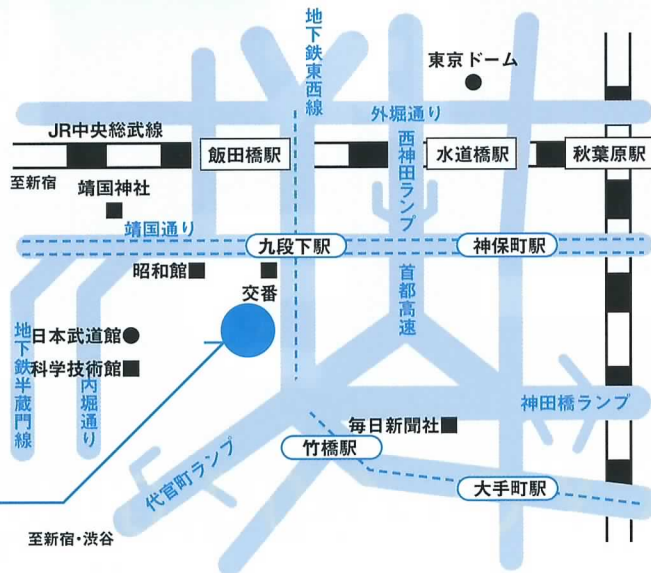 地下鉄東西線
東京ドーム
外堀通り
JR中央総武線
飯田橋駅
西神田ランプ
水道橋駅
秋葉原駅
至新宿
靖国神社
靖国通り
九段下駅
神保町駅
昭和館
交番
首都高速
地下鉄半蔵門線
日本武道館
科学技術館
内堀通り
神田橋ランプ
毎日新聞社
竹橋駅
代官町ランプ
大手町駅
至新宿・渋谷